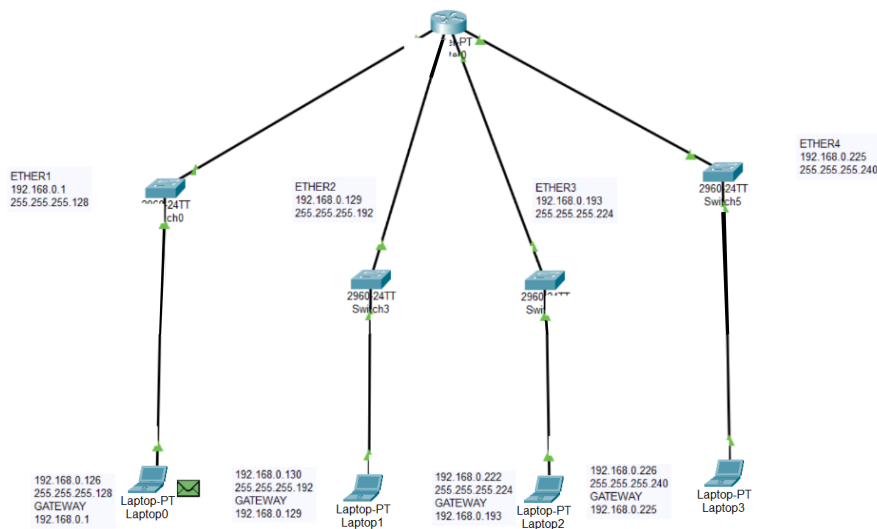 ETHER1
192.168.0.1
255.255.255.128
ETHER2
192.168.0.129
255.255.255.192
ETHER3
192.168.0.193
255.255.255.224
ETHER4
192.168.0.225
255.255.255.240
2960-24TT
Switch3
2960-24TT
Switch5
192.168.0.126
255.255.255.128
GATEWAY
192.168.0.1
Laptop-PT
Laptop0
192.168.0.130
255.255.255.192
GATEWAY
192.168.0.129
Laptop-PT
Laptop1
192.168.0.222
255.255.255.224
GATEWAY
192.168.0.193
Laptop-PT
Laptop2
192.168.0.226
255.255.255.240
GATEWAY
192.168.0.225
Laptop-PT
Laptop3